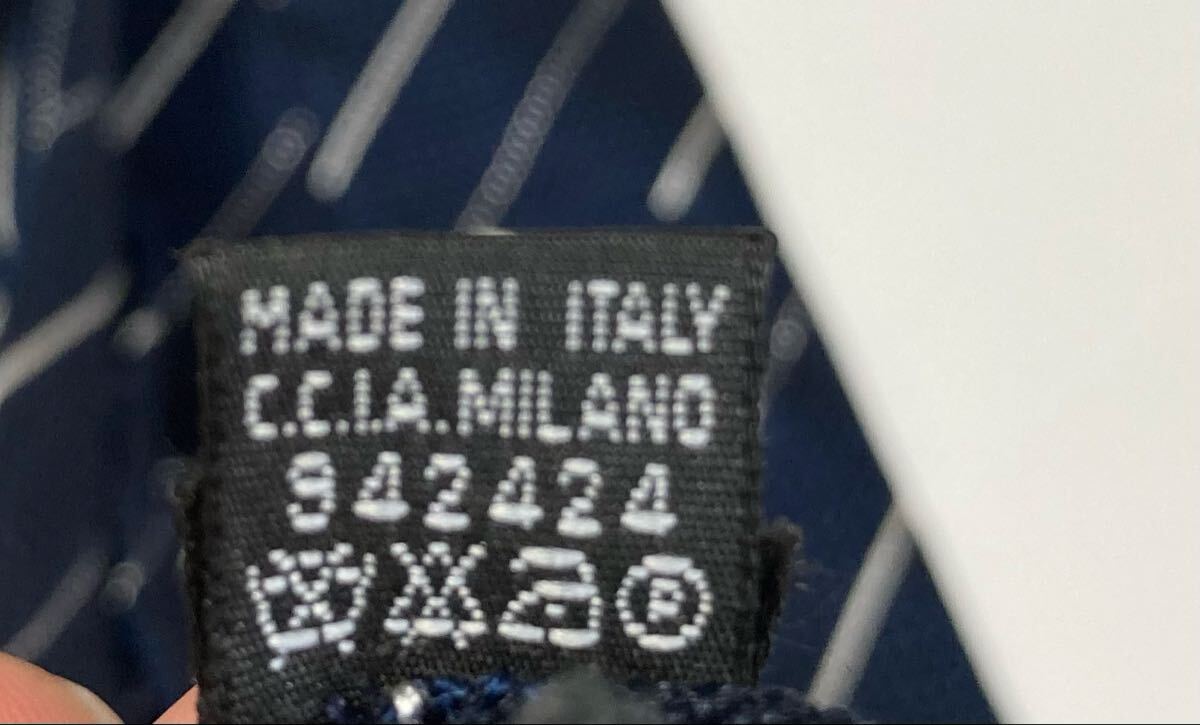 MADE IN ITALY
C.C.I.A. MILANO
942424
P